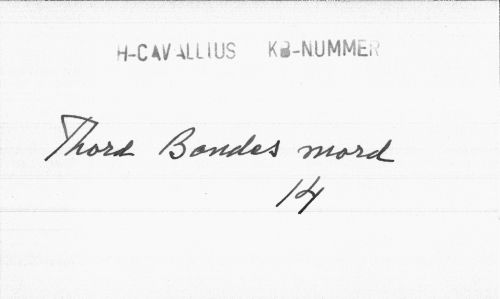 H-CAVALLIUS KB-NUMMER
Thord Bondes mord
14